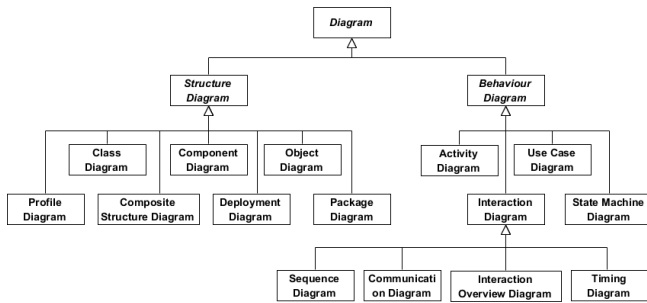 Diagram
Structure
Diagram
Behaviour
Diagram
Class
Diagram
Component
Diagram
Object
Diagram
Activity
Diagram
Use Case
Diagram
Profile
Diagram
Composite
Structure Diagram
Deployment
Diagram
Package
Diagram
Interaction
Diagram
State Machine
Diagram
Sequence
Diagram
Communicati
on Diagram
Interaction
Overview Diagram
Timing
Diagram